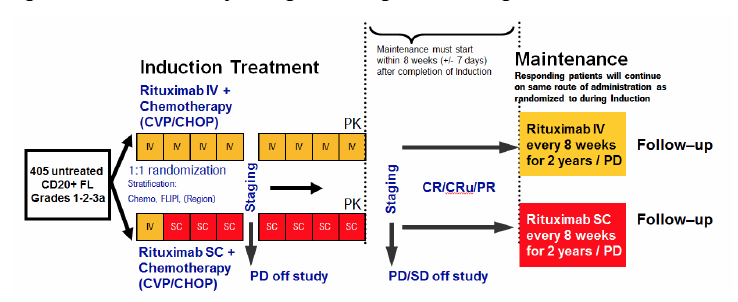 Maintenance must start
within 8 weeks (+/- 7 days)
after completion of Induction
Induction Treatment
Maintenance
Responding patients will continue
on same route of administration as
randomized to during Induction
Rituximab IV +
Chemotherapy
(CVP/CHOP)
PK
IV IV IV IV IV IV IV IV
405 untreated
CD20+ FL
Grades 1-2-3a
1:1 randomization
Stratification:
Chemo, FLIPI, (Region)
Staging
PK
IV SC SC SC SC SC SC SC
Rituximab SC +
Chemotherapy
(CVP/CHOP)
PD off study
Staging
CR/CRu/PR
PD/SD off study
Rituximab IV
every 8 weeks
for 2 years / PD
Follow–up
Rituximab SC
every 8 weeks
for 2 years / PD
Follow–up